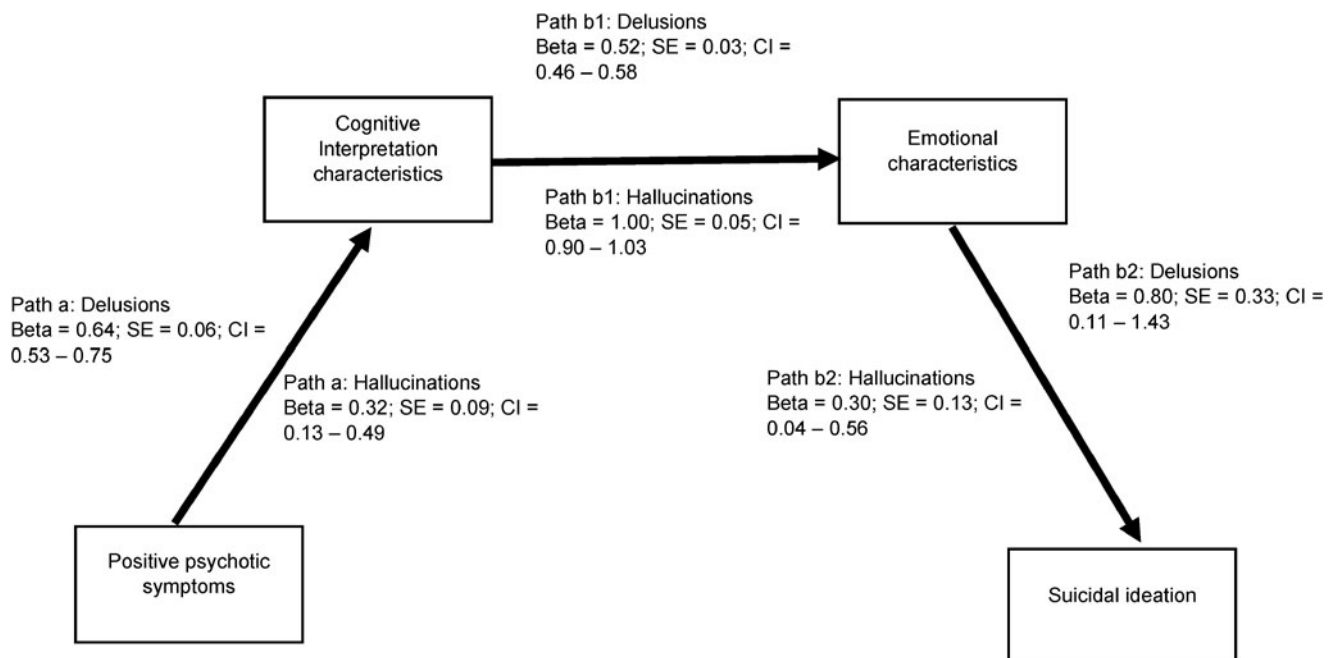 Path b1: Delusions
Beta = 0.52; SE = 0.03; CI =
0.46 – 0.58
Cognitive
Interpretation
characteristics
Emotional
characteristics
Path b1: Hallucinations
Beta = 1.00; SE = 0.05; CI =
0.90 – 1.03
Path a: Delusions
Beta = 0.64; SE = 0.06; CI =
0.53 – 0.75
Path b2: Delusions
Beta = 0.80; SE = 0.33; CI =
0.11 – 1.43
Path a: Hallucinations
Beta = 0.32; SE = 0.09; CI =
0.13 – 0.49
Path b2: Hallucinations
Beta = 0.30; SE = 0.13; CI =
0.04 – 0.56
Positive psychotic
symptoms
Suicidal ideation